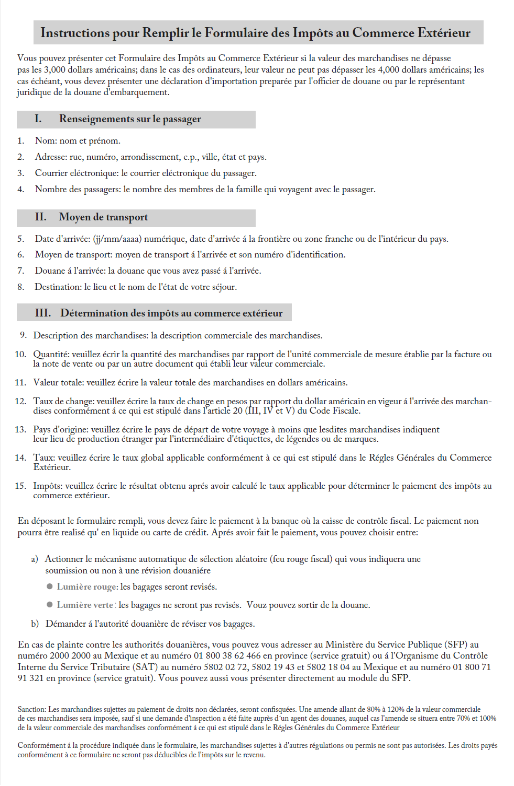 Instructions pour Remplir le Formulaire des Impôts au Commerce Extérieur
Vous pouvez présenter cet Formulaire des Impôts au Commerce Extérieur si la valeur des marchandises ne dépasse
pas les 3,000 dollars américains; dans le cas des ordinateurs, leur valeur ne peut pas dépasser les 4,000 dollars américains; les
cas échéant, vous devez présenter une déclaration d'importation preparée par l'officier de douane ou par le représentant
juridique de la douane d'embarquement.
I. Renseignements sur le passager
1. Nom: nom et prénom.
2. Adresse: rue, numéro, arrondissement, c.p., ville, état et pays.
3. Courrier eléctronique: le courrier eléctronique du passager.
4. Nombre des passagers: le nombre des membres de la famille qui voyagent avec le passager.
II. Moyen de transport
5. Date d'arrivée: (jj/mm/aaaa) numérique, date d'arrivée á la frontière ou zone franche ou de l'intérieur du pays.
6. Moyen de transport: moyen de transport á l'arrivée et son numéro d'identification.
7. Douane á l'arrivée: la douane que vous avez passé á l'arrivée.
8. Destination: le lieu et le nom de l'état de votre séjour.
III. Détermination des impôts au commerce extérieur
9. Description des marchandises: la description commerciale des marchandises.
10. Quantité: veuillez écrir la quantité des marchandises par rapport de l'unité commerciale de mesure établie par la facture ou
la note de vente ou par un autre document qui établi leur valeur commerciale.
11. Valeur totale: veuillez écrire la valeur totale des marchandises en dollars américains.
12. Taux de change: veuillez écrire la taux de change en pesos par rapport du dollar américain en vigeur á l'arrivée des marchan-
dises conformément á ce qui est stipulé dans l'article 20 (III, IV et V) du Code Fiscale.
13. Pays d'origine: veuillez écrire le pays de départ de votre voyage à moins que lesdites marchandises indiquent
leur lieu de production étranger par l'intermédiaire d'étiquettes, de légendes ou de marques.
14. Taux: veuillez écrire le taux global applicable conformément à ce qui est stipulé dans le Régles Générales du Commerce
Extérieur.
15. Impôts: veuillez écrire le résultat obtenu aprés avoir calculé le taux applicable pour déterminer le paiement des impôts au
commerce extérieur.
En déposant le formulaire rempli, vous devez faire le paiement à la banque où la caisse de contrôle fiscal. Le paiement non
pourra être realisé qu' en liquide ou carte de crédit. Aprés avoir fait le paiement, vous pouvez choisir entre:
a) Actionner le mécanisme automatique de sélection aléatoire (feu rouge fiscal) qui vous indiquera une
soumission ou non à une révision douaniére
● Lumière rouge: les bagages seront revisés.
● Lumière verte: les bagages ne seront pas revisés. Vouz pouvez sortir de la douane.
b) Démander á l'autorité douanière de réviser vos bagages.
En cas de plainte contre les authorités douanières, vous pouvez vous adresser au Ministère du Service Publique (SFP) au
numéro 2000 2000 au Mexique et au numéro 01 800 38 62 466 en province (service gratuit) ou á l'Organisme du Contrôle
Interne du Service Tributaire (SAT) au numéro 5802 02 72, 5802 19 43 et 5802 18 04 au Mexique et au numéro 01 800 71
91 321 en province (service gratuit). Vous pouvez aussi vous présenter directement au module du SFP.
Sanction: Les marchandises sujettes au paiement de droits non déclarées, seront confisquées. Une amende allant de 80% à 120% de la valeur commerciale
de ces marchandises sera imposée, sauf si une demande d'inspection a été faite auprés d'un agent des douanes, auquel cas l'amende se situera entre 70% et 100%
de la valeur commerciale des marchandises conformément á ce qui est stipulé dans le Régles Générales du Commerce Extérieur
Conformément á la procédure indiquée dans le formulaire, les marchandises sujettes à d'autres régulations ou permis ne sont pas autorisées. Les droits payés
conformément á ce formulaire ne seront pas déducibles de l'impôts sur le revenu.